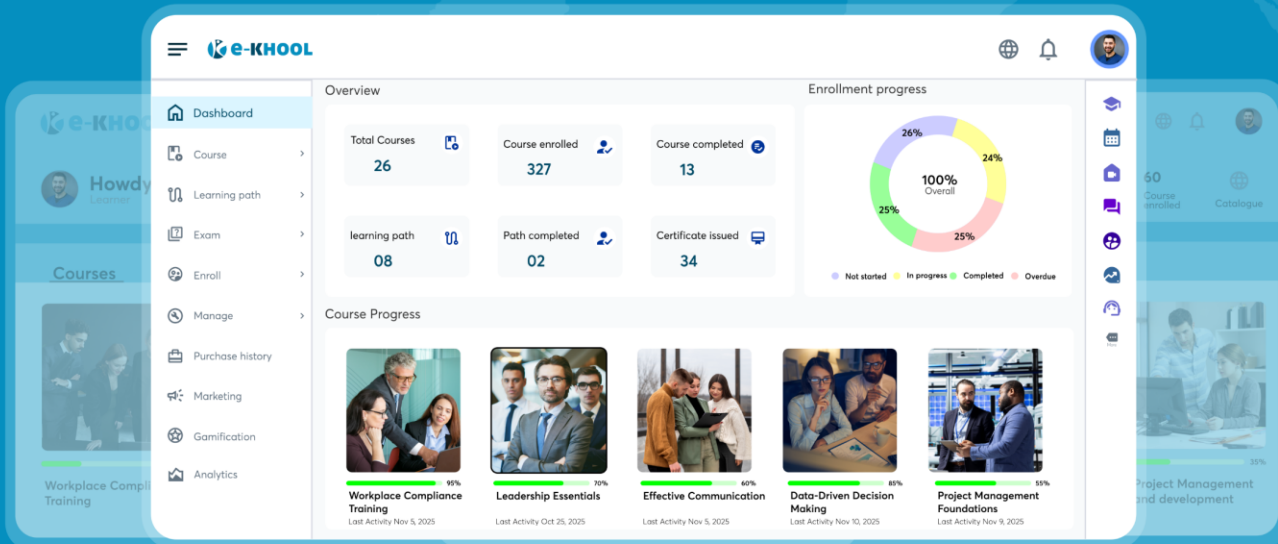 e-KHOOL
Dashboard
Course
Learning path
Exam
Enroll
Manage
Purchase history
Marketing
Gamification
Analytics
Overview
Total Courses
26
Course enrolled
327
Course completed
13
learning path
08
Path completed
02
Certificate issued
34
Enrollment progress
26%
24%
100%
Overall
25%
25%
Not started
In progress
Completed
Overdue
Course Progress
95%
Workplace Compliance
Training
Last Activity Nov 5, 2025
70%
Leadership Essentials
Last Activity Oct 25, 2025
60%
Effective Communication
Last Activity Nov 5, 2025
85%
Data-Driven Decision
Making
Last Activity Nov 10, 2025
55%
Project Management
Foundations
Last Activity Nov 9, 2025
e-KHOO
Howdy
Learner
Courses
Workplace Compli
Training
60
Course
enrolled
Catalogue
35%
Project Management
and development